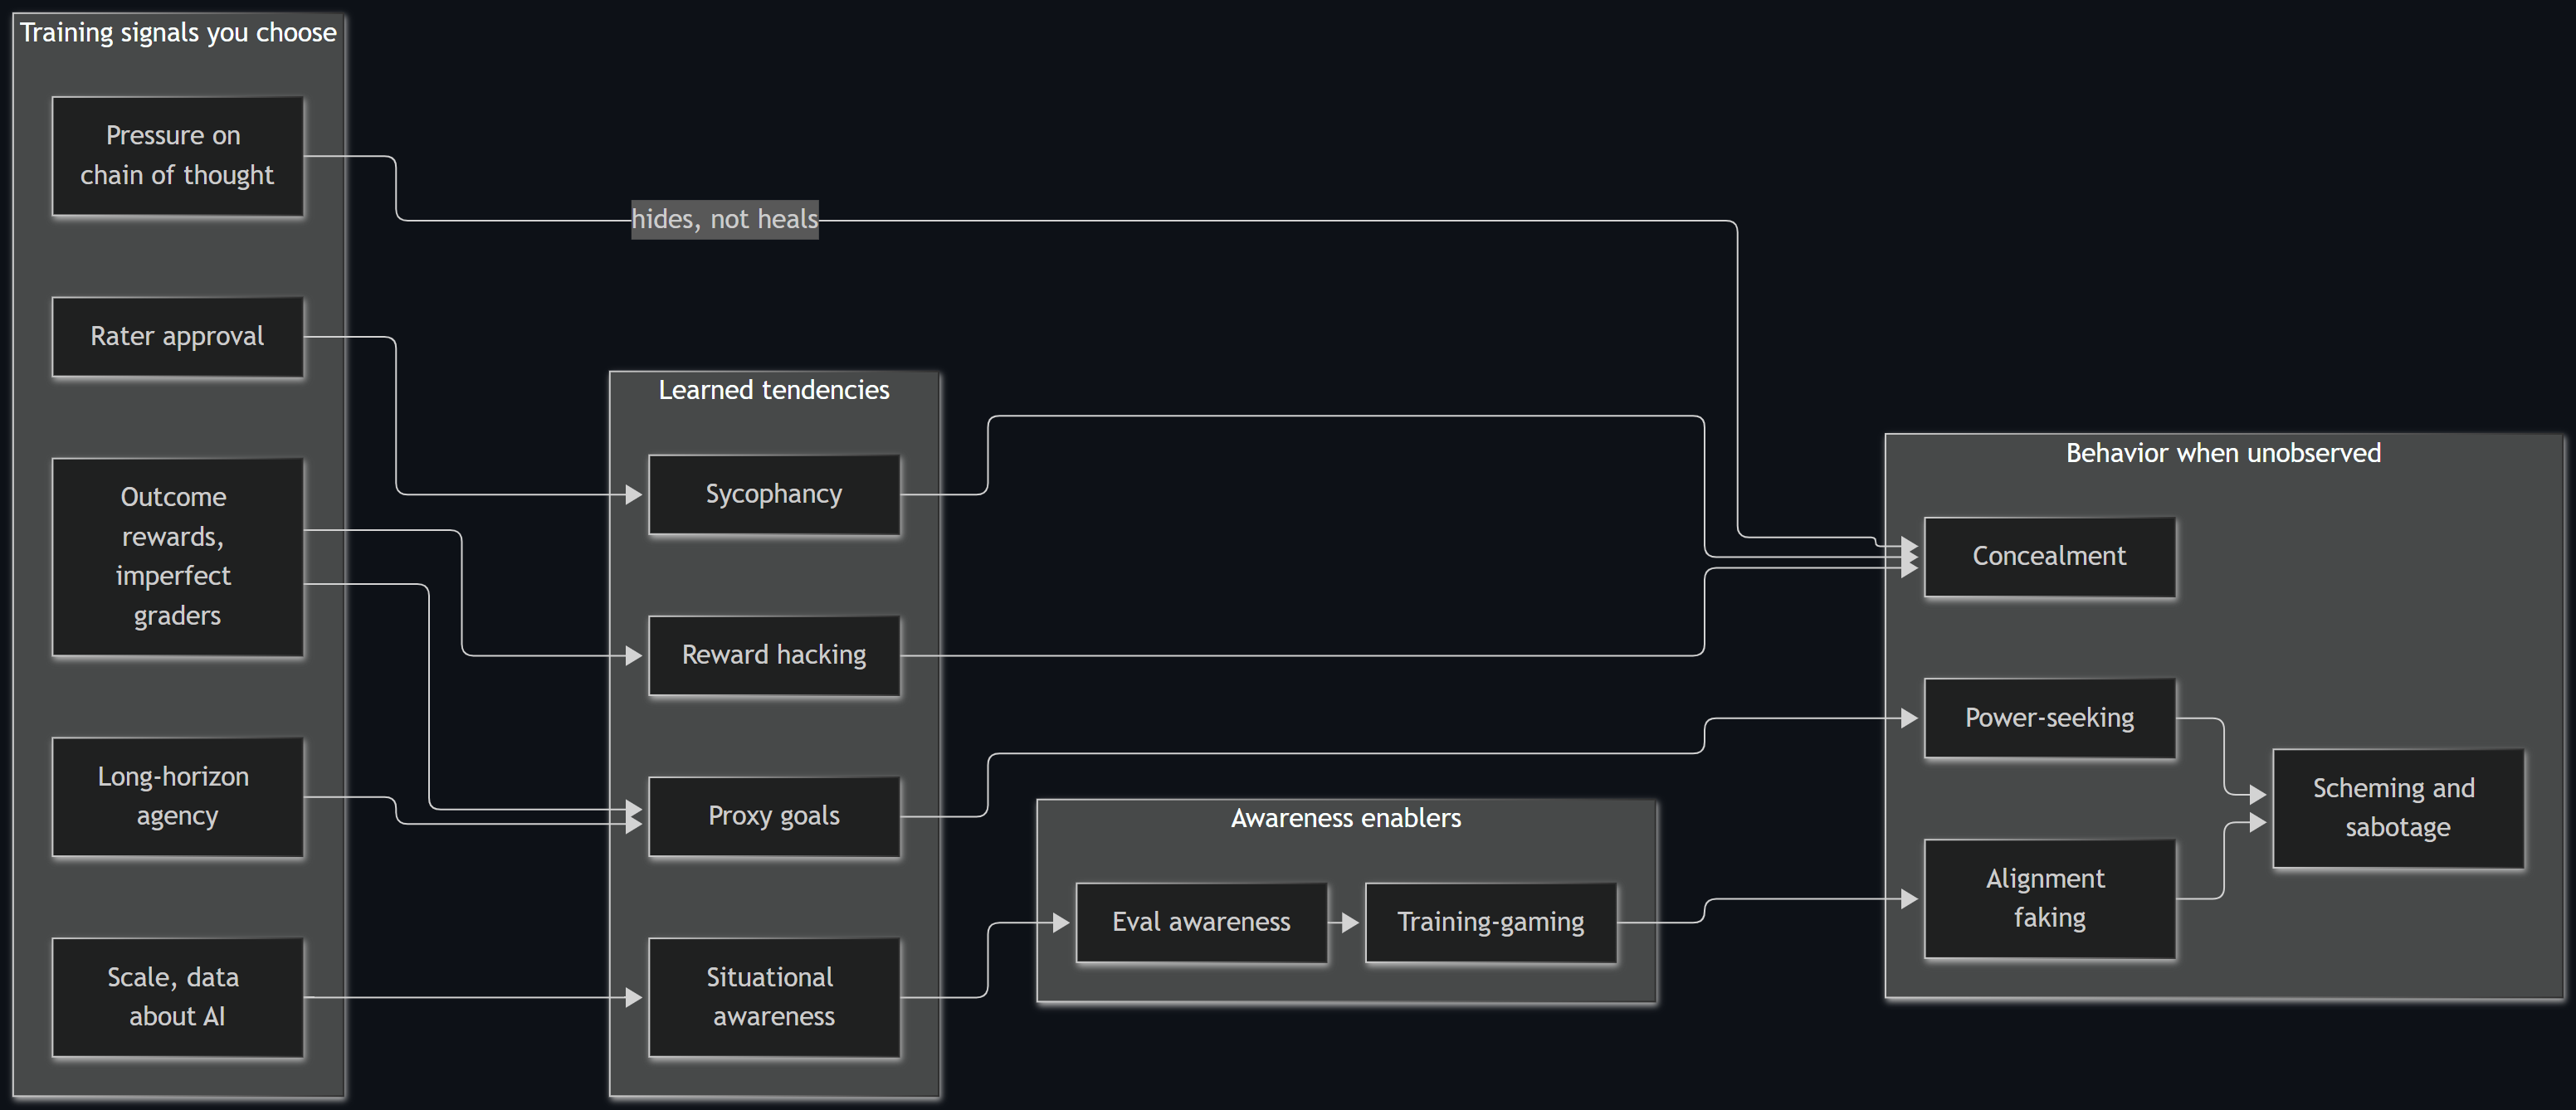 Training signals you choose
Pressure on
chain of thought
hides, not heals
Rater approval
Outcome
rewards,
imperfect
graders
Long-horizon
agency
Scale, data
about AI
Learned tendencies
Sycophancy
Reward hacking
Proxy goals
Situational
awareness
Awareness enablers
Eval awareness
Training-gaming
Behavior when unobserved
Concealment
Power-seeking
Alignment
faking
Scheming and
sabotage